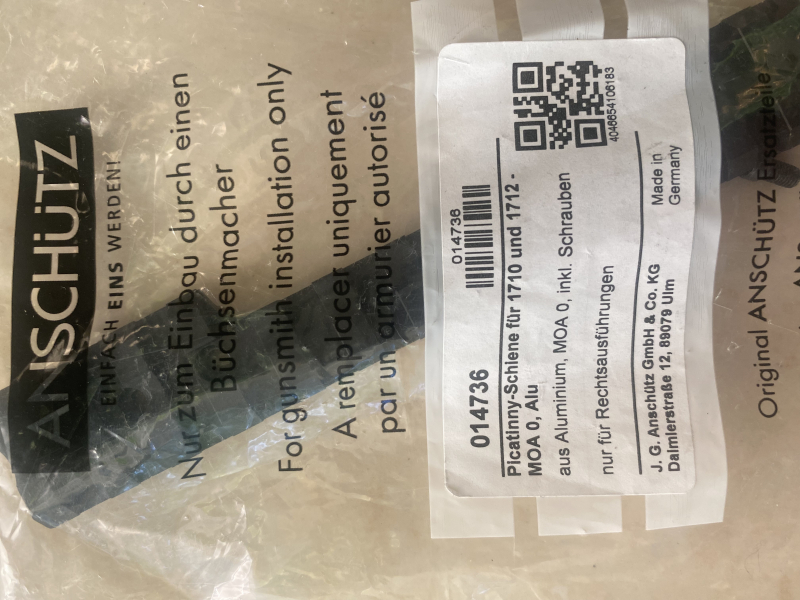 ANSCHÜTZ
EINFACH EINS WERDEN!
Nur zum Einbau durch einen
Büchsenmacher
For gunsmith installation only
A remplacer uniquement
par un armurier autorisé
014736
014736
Picatinny-Schiene für 1710 und 1712 -
MOA 0, Alu
aus Aluminium, MOA 0, inkl. Schrauben
nur für Rechtsausführungen
4046654106183
J. G. Anschütz GmbH & Co. KG
Daimlerstraße 12, 89079 Ulm
Made in
Germany
Original ANSCHÜTZ Ersatzteile